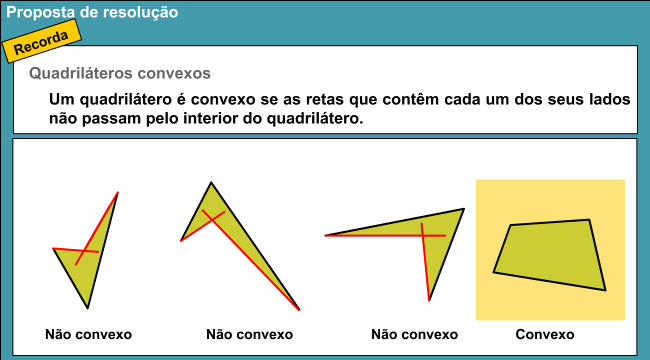 Proposta de resolução
Recorda
Quadriláteros convexos
Um quadrilátero é convexo se as retas que contêm cada um dos seus lados
não passam pelo interior do quadrilátero.
Não convexo
Não convexo
Não convexo
Convexo